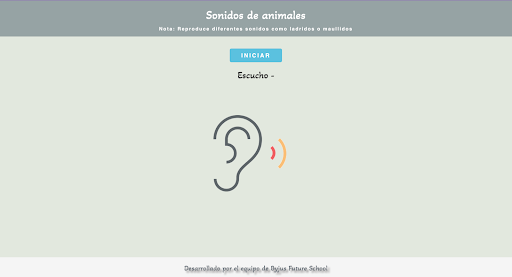 Sonidos de animales
Nota: Reproduce diferentes sonidos como ladridos o maullidos
INICIAR
Escucho -
Desarrollado por el equipo de Byjus Future School